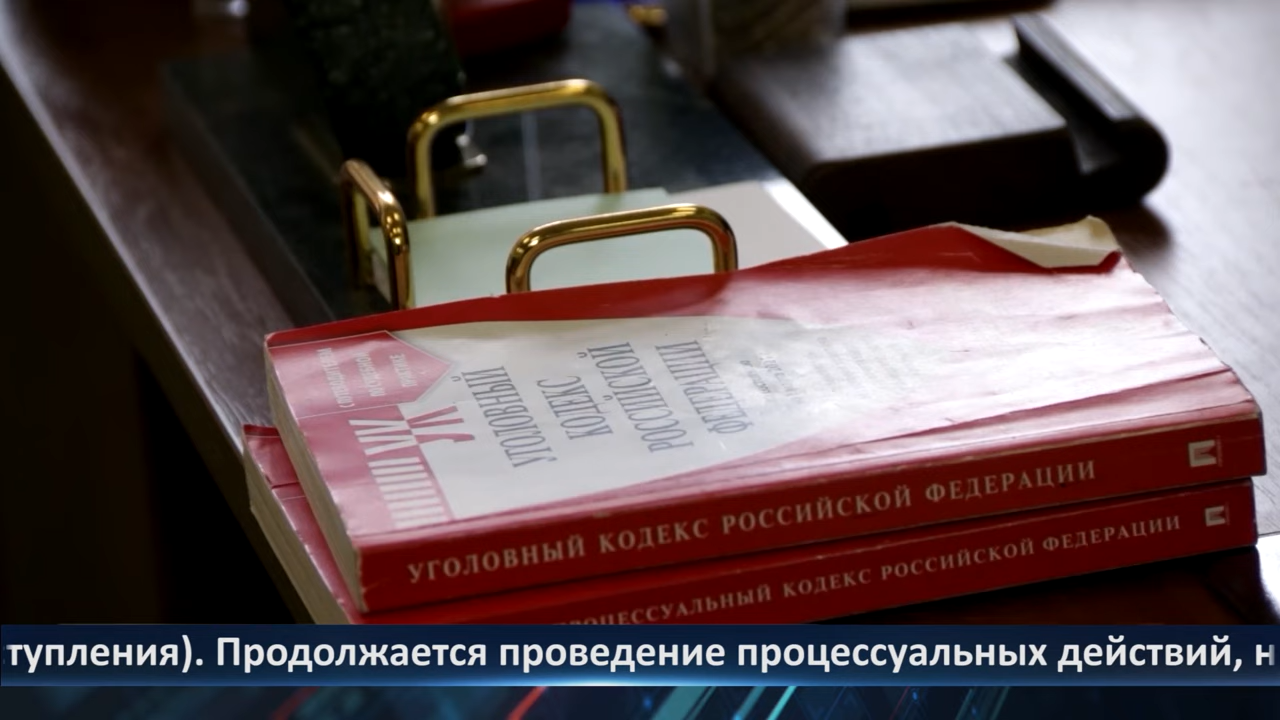 УГОЛОВНЫЙ
КОДЕКС
РОССИЙСКОЙ
ФЕДЕРАЦИИ
УК
УГОЛОВНЫЙ КОДЕКС РОССИЙСКОЙ ФЕДЕРАЦИИ
ПРОЦЕССУАЛЬНЫЙ КОДЕКС РОССИЙСКОЙ ФЕДЕРАЦИИ
тупления). Продолжается проведение процессуальных действий, н